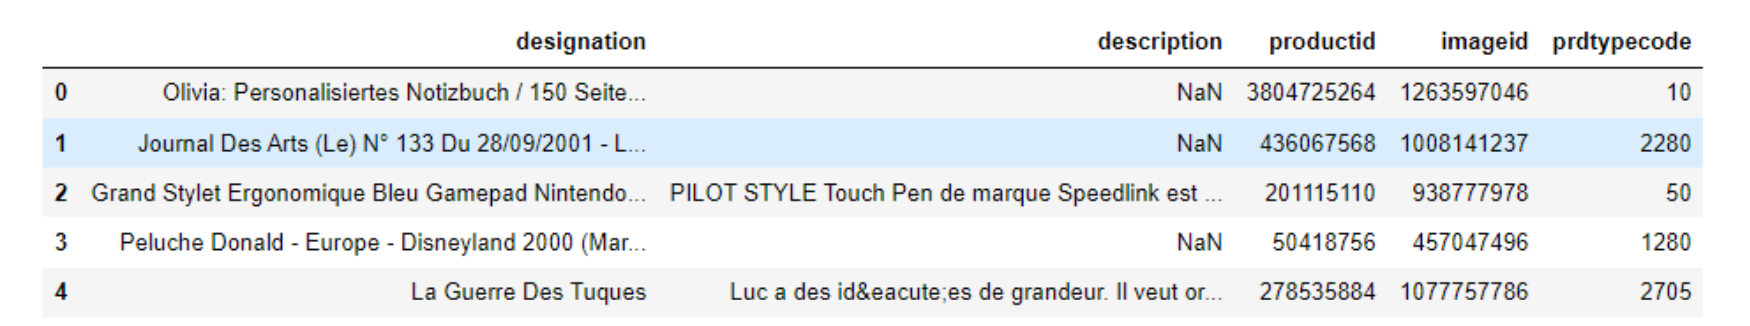 designation description productid imageid prdtypecode
0 Olivia: Personalisiertes Notizbuch / 150 Seite... NaN 3804725264 1263597046 10
1 Journal Des Arts (Le) N° 133 Du 28/09/2001 - L... NaN 436067568 1008141237 2280
2 Grand Stylet Ergonomique Bleu Gamepad Nintendo... PILOT STYLE Touch Pen de marque Speedlink est ... 201115110 938777978 50
3 Peluche Donald - Europe - Disneyland 2000 (Mar... NaN 50418756 457047496 1280
4 La Guerre Des Tuques Luc a des id&eacute;es de grandeur. Il veut or... 278535884 1077757786 2705